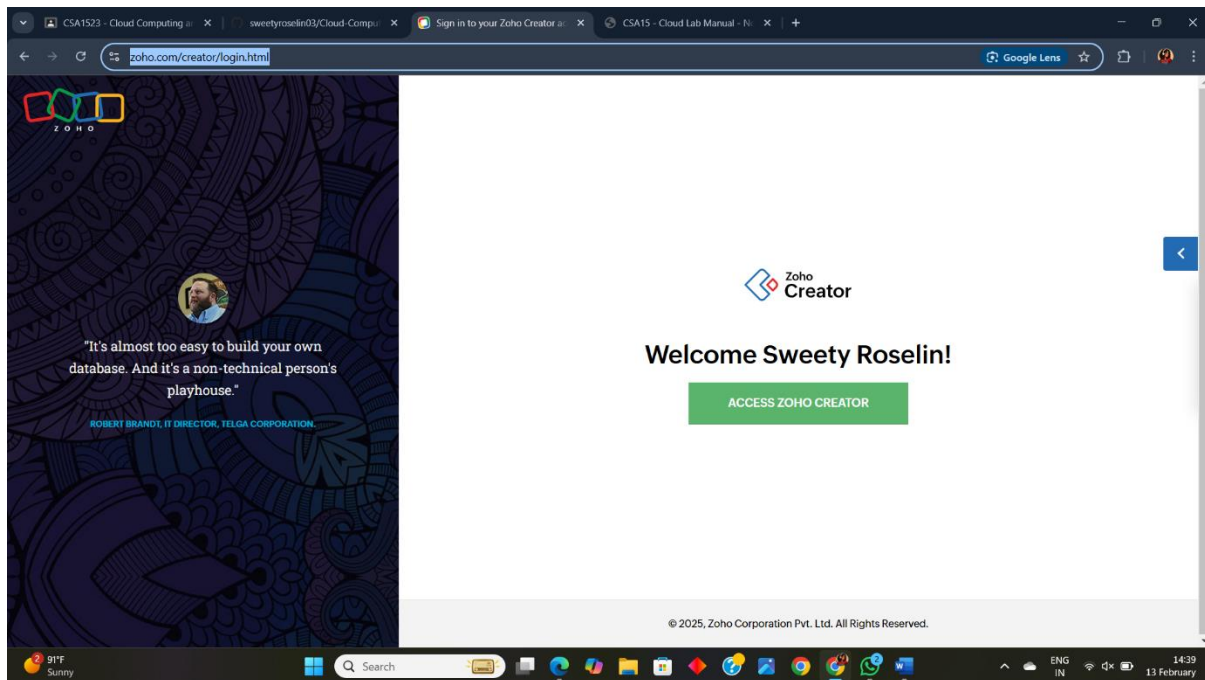 CSA1523 - Cloud Computing a
sweetyroselin03/Cloud-Comput
Sign in to your Zoho Creator a
CSA15 - Cloud Lab Manual - N
zoho.com/creator/login.html
Google Lens
ZOHO
"It's almost too easy to build your own
database. And it's a non-technical person's
playhouse."
ROBERT BRANDT, IT DIRECTOR, TELGA CORPORATION.
Zoho
Creator
Welcome Sweety Roselin!
ACCESS ZOHO CREATOR
© 2025, Zoho Corporation Pvt. Ltd. All Rights Reserved.
2
91°F
Sunny
Search
2
ENG
IN
14:39
13 February